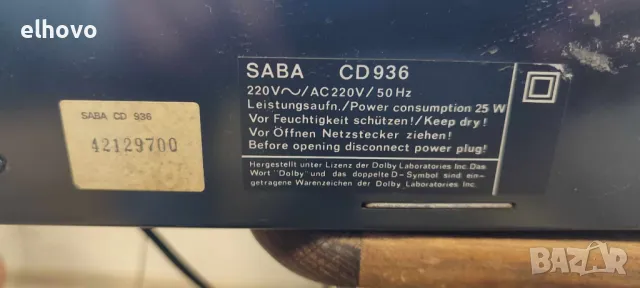 elhovo
SABA CD 936
42129700
SABA CD936
220V~/AC220V/50Hz
Leistungsaufn./Power consumption 25 W
Vor Feuchtigkeit schützen!/Keep dry!
Vor Öffnen Netzstecker ziehen!
Before opening disconnect power plug!
Hergestellt unter Lizenz der Dolby Laboratories Inc. Das
Wort "Dolby" und das doppelte D-Symbol sind ein-
getragene Warenzeichen der Dolby Laboratories Inc.
BAZAR
bg